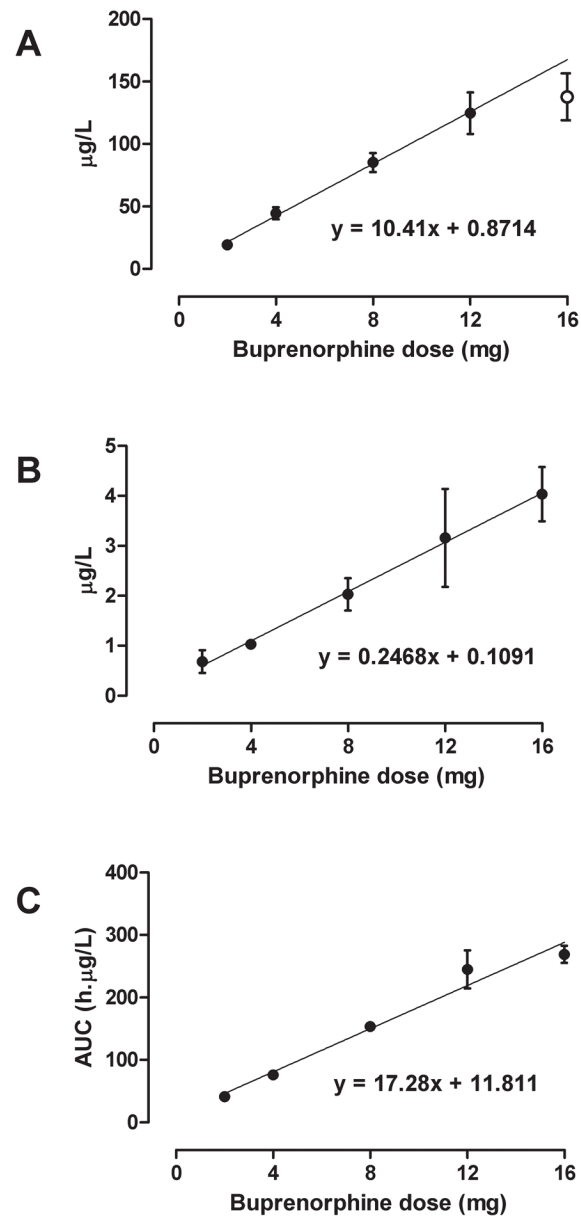 A
200
150
100
50
0
μg/L
y = 10.41x + 0.8714
0 4 8 12 16
Buprenorphine dose (mg)
B
5
4
3
2
1
0
μg/L
y = 0.2468x + 0.1091
0 4 8 12 16
Buprenorphine dose (mg)
C
400
300
200
100
0
AUC (h.μg/L)
y = 17.28x + 11.811
0 4 8 12 16
Buprenorphine dose (mg)